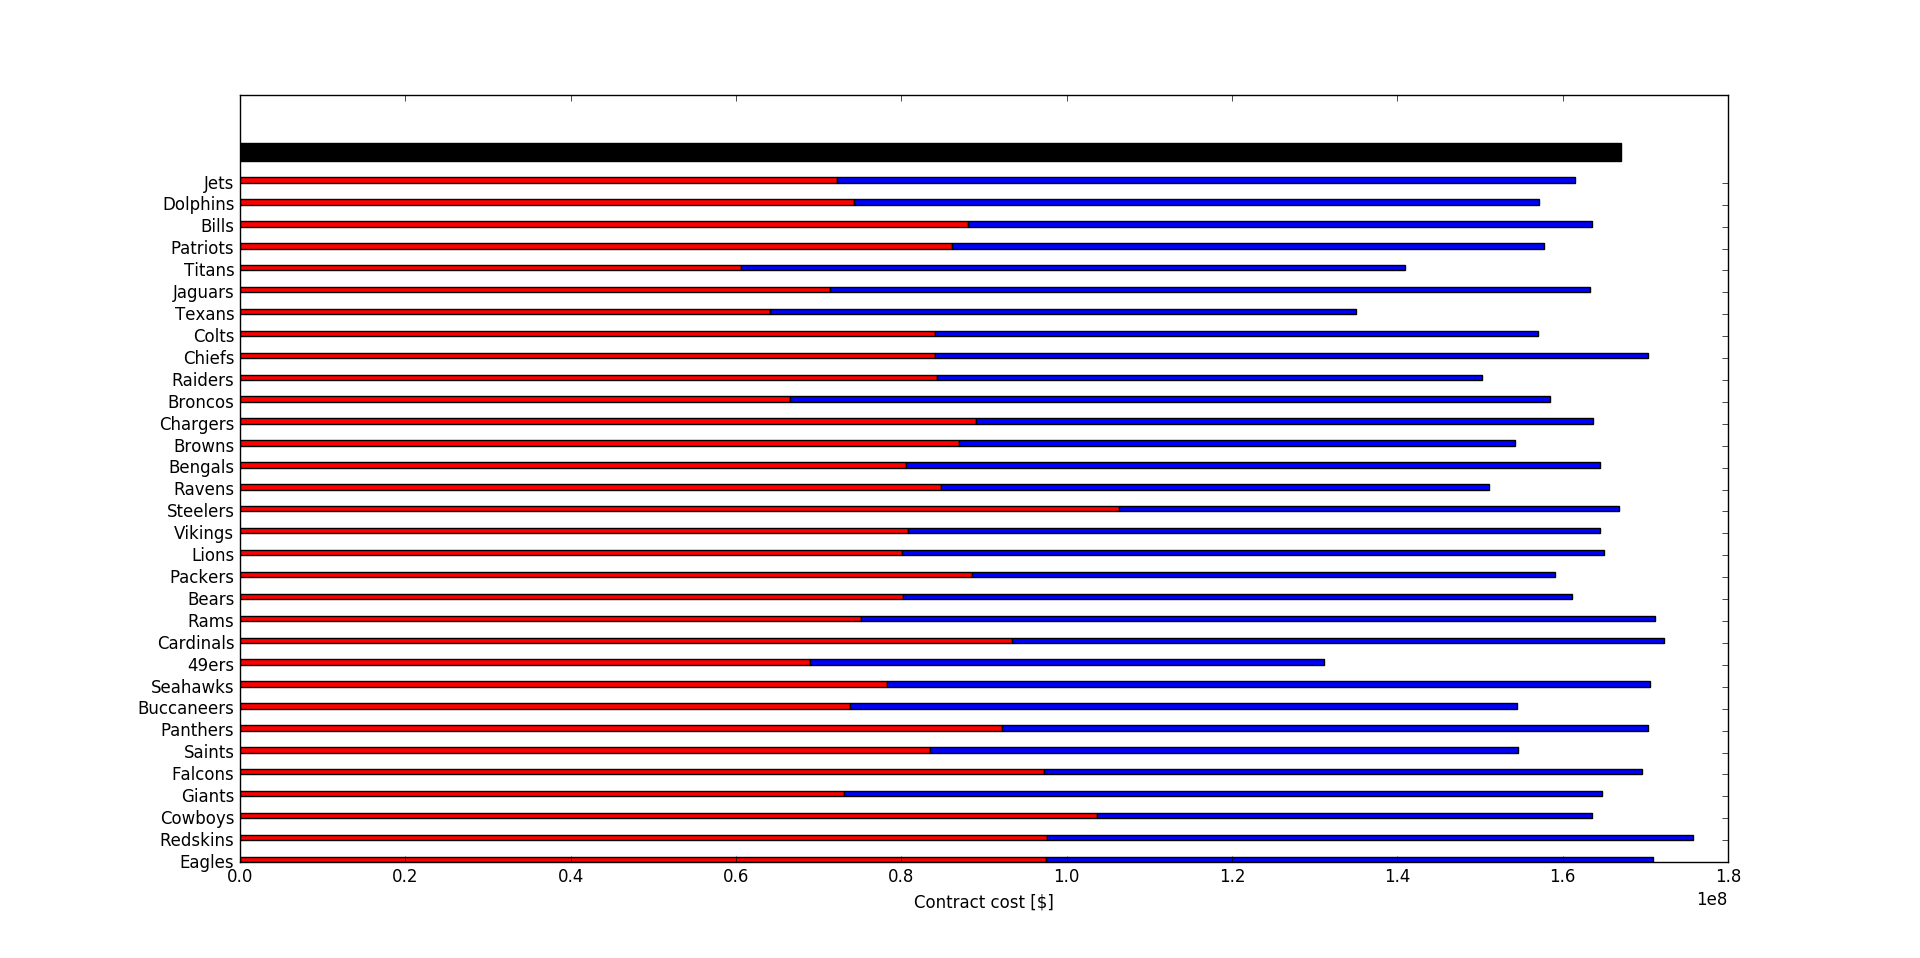 Jets
Dolphins
Bills
Patriots
Titans
Jaguars
Texans
Colts
Chiefs
Raiders
Broncos
Chargers
Browns
Bengals
Ravens
Steelers
Vikings
Lions
Packers
Bears
Rams
Cardinals
49ers
Seahawks
Buccaneers
Panthers
Saints
Falcons
Giants
Cowboys
Redskins
Eagles
0.0 0.2 0.4 0.6 0.8 1.0 1.2 1.4 1.6 1.8
1e8
Contract cost [$]